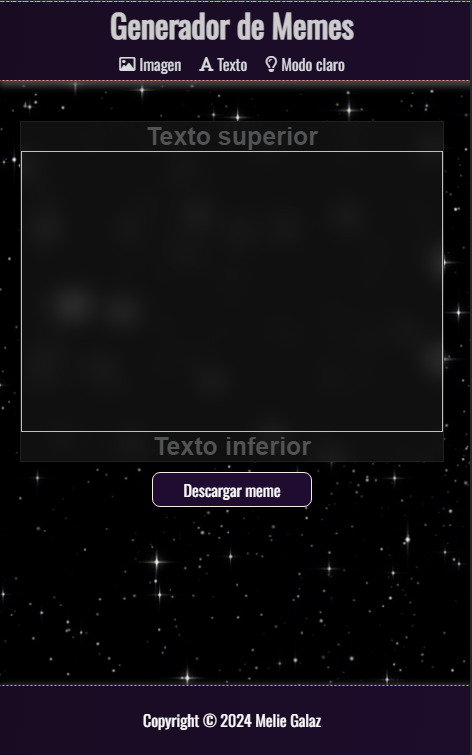 Generador de Memes
Imagen Texto Modo claro
Texto superior
Texto inferior
Descargar meme
Copyright © 2024 Melie Galaz